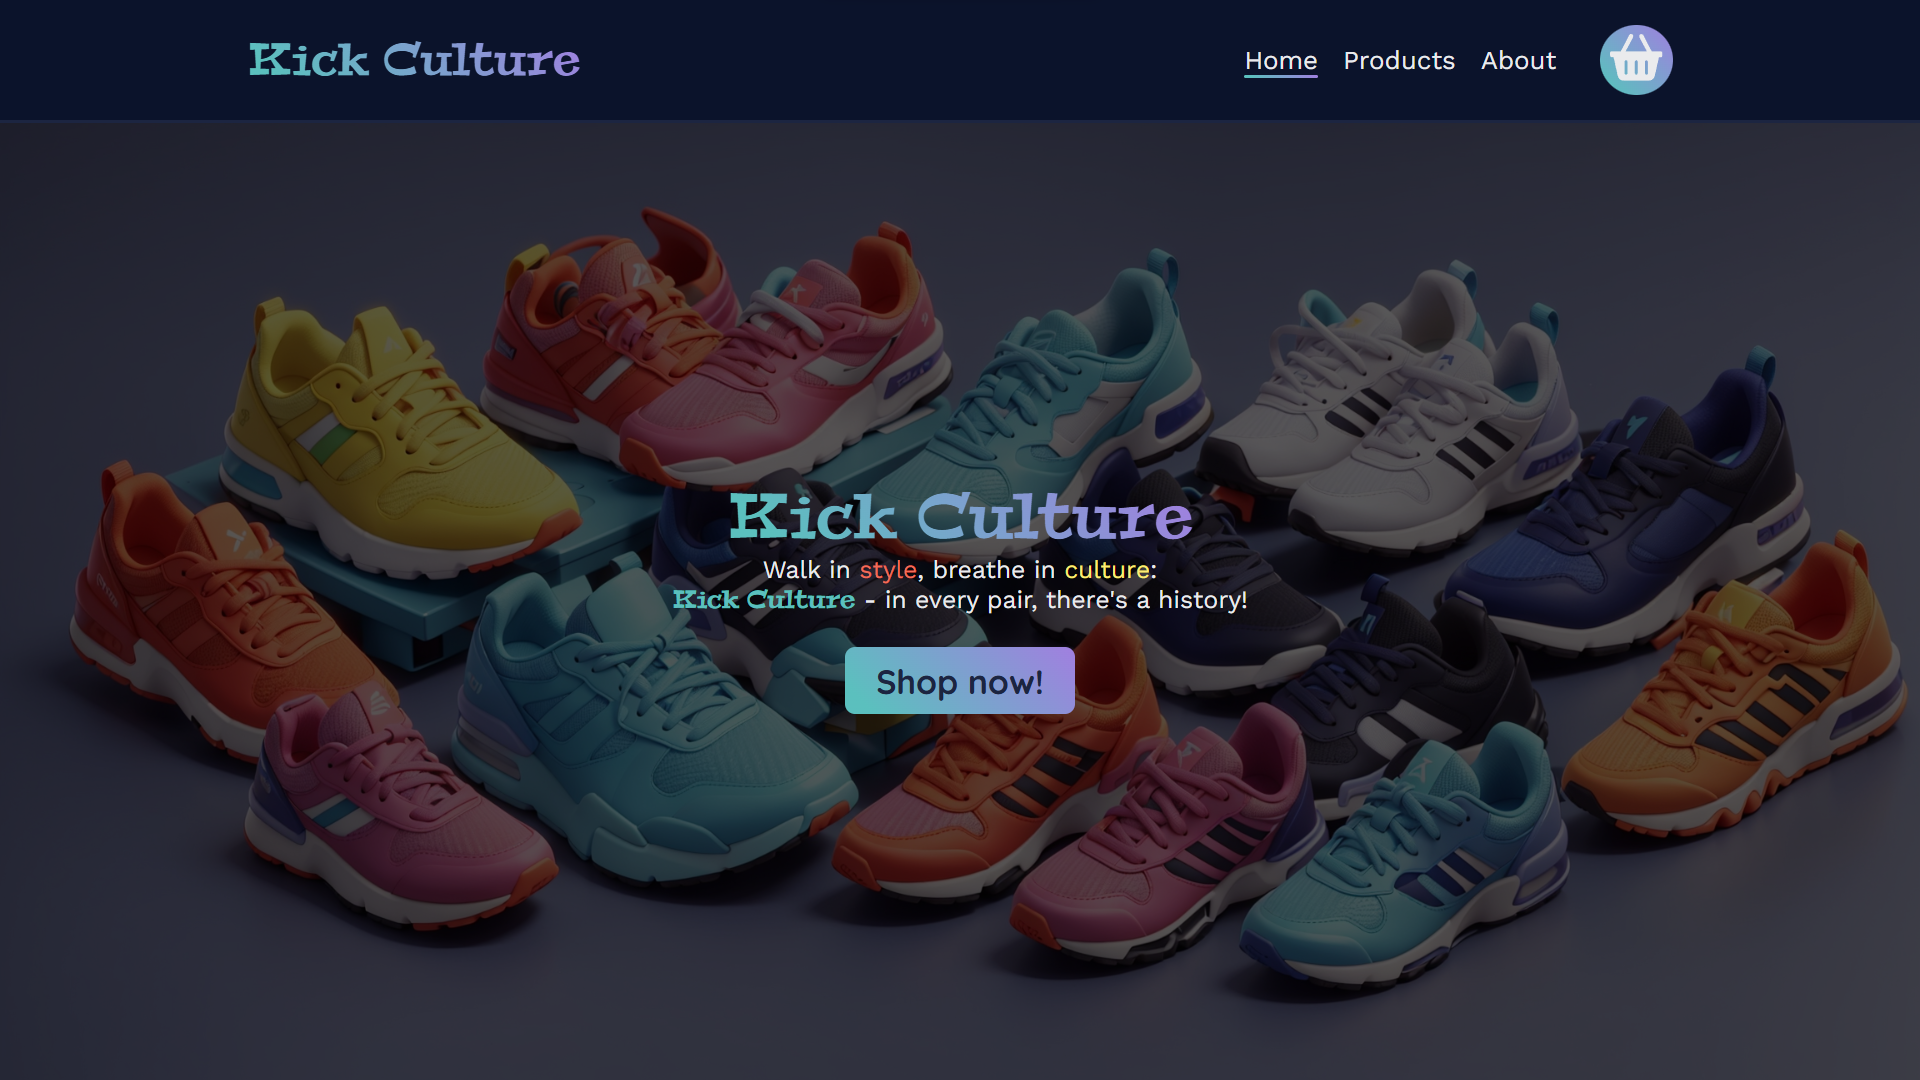 Kick Culture
Home Products About
Kick Culture
Walk in style, breathe in culture:
Kick Culture - in every pair, there's a history!
Shop now!